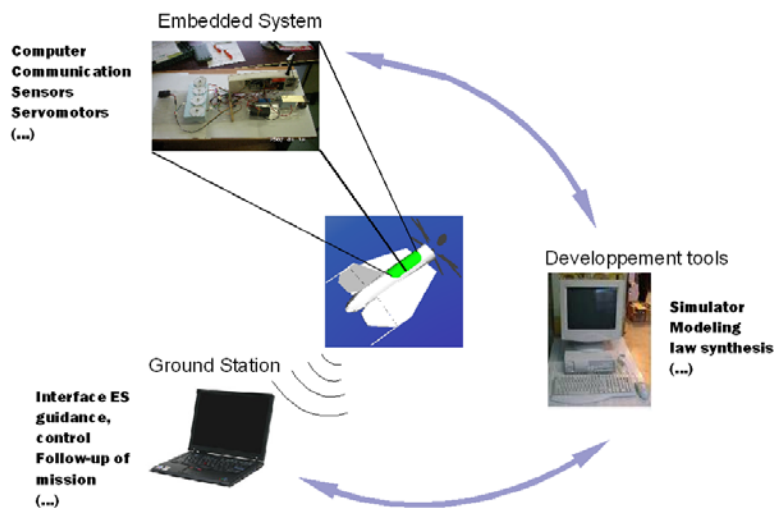 Embedded System
Computer
Communication
Sensors
Servomotors
(...)
Developpement tools
Simulator
Modeling
law synthesis
(...)
Ground Station
Interface ES
guidance,
control
Follow-up of
mission
(...)